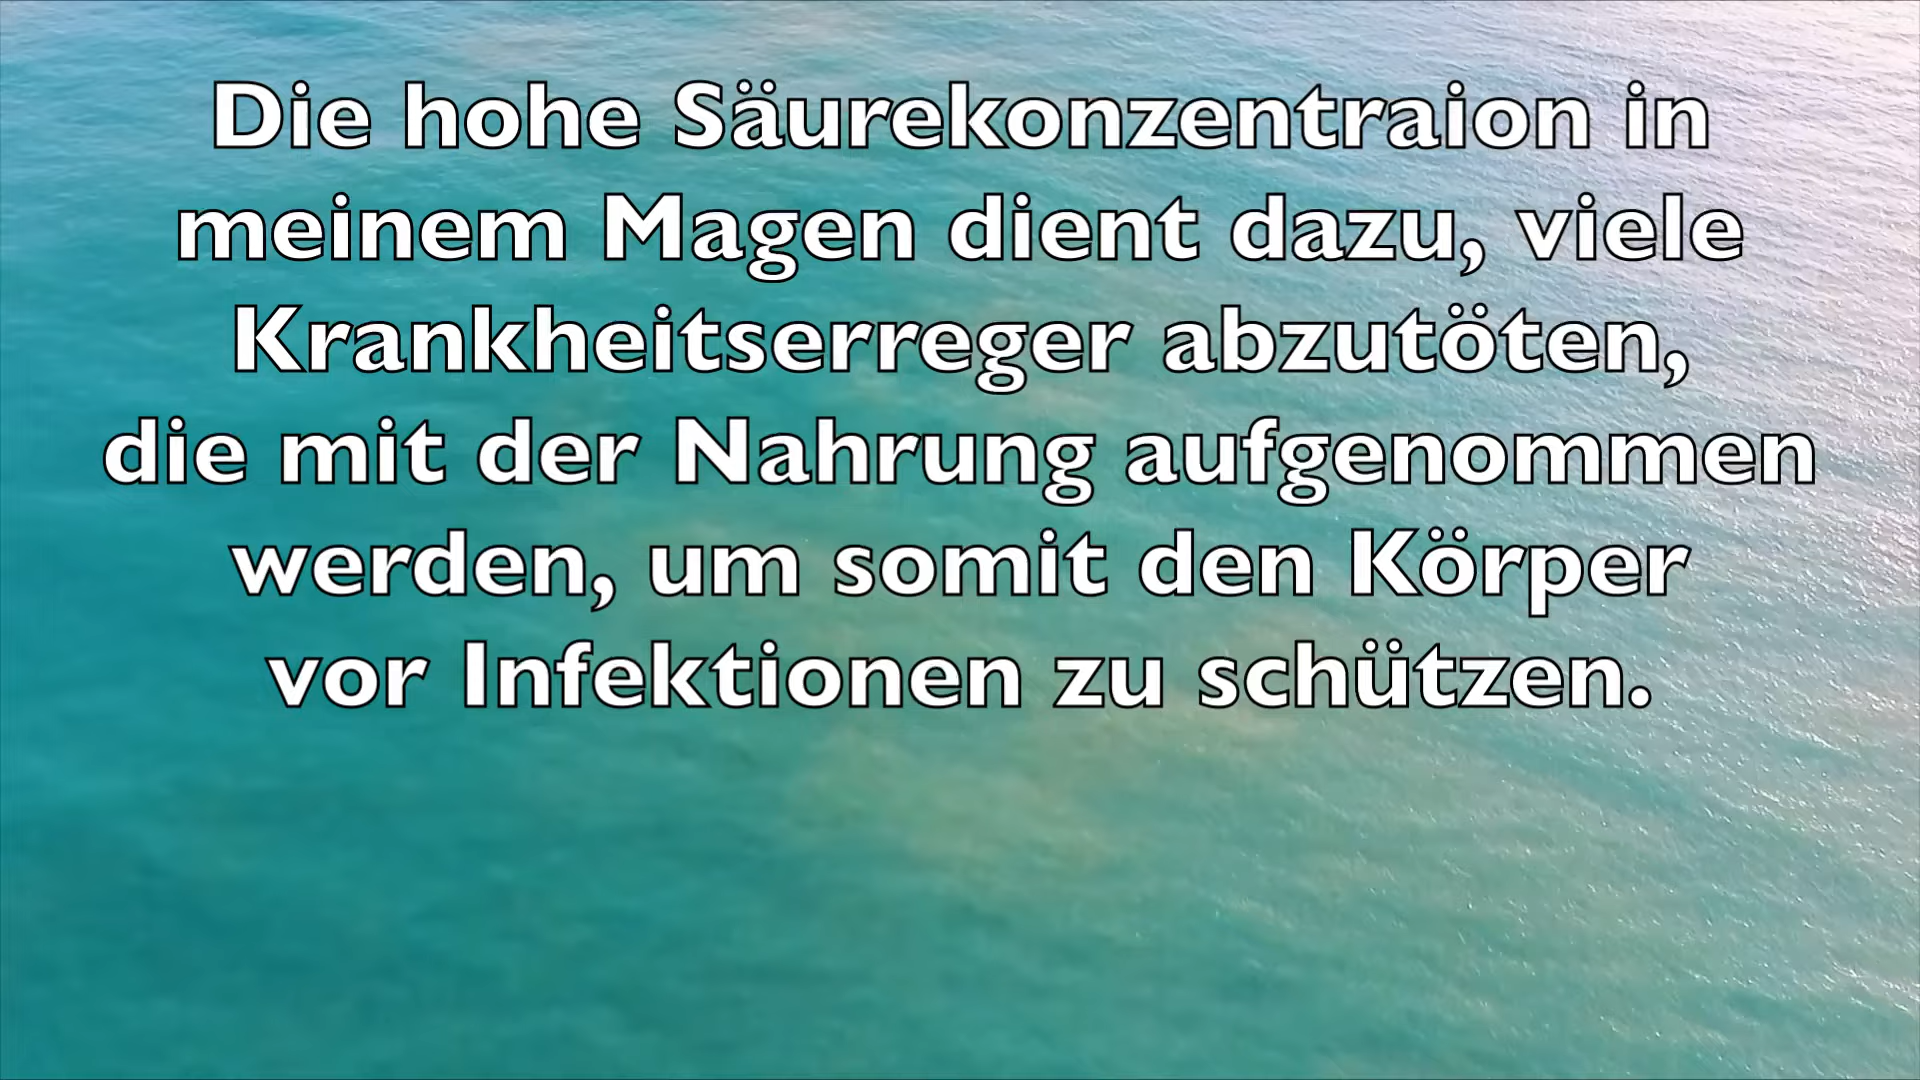 Die hohe Säurekonzentraion in
meinem Magen dient dazu, viele
Krankheitserreger abzutöten,
die mit der Nahrung aufgenommen
werden, um somit den Körper
vor Infektionen zu schützen.